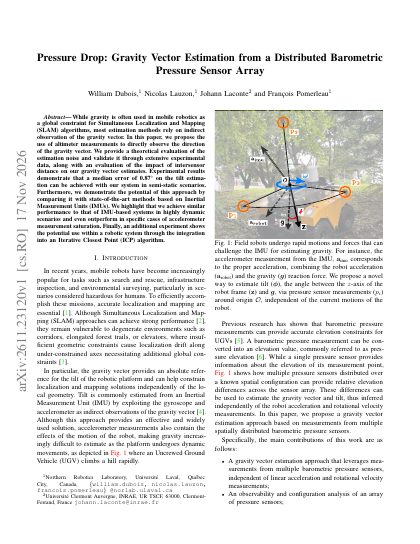 Pressure Drop: Gravity Vector Estimation from a Distributed Barometric
Pressure Sensor Array
William Dubois,¹ Nicolas Lauzon,¹ Johann Laconte² and François Pomerleau¹
arXiv:2611.23120v1 [cs.RO] 17 Nov 2026
Abstract—While gravity is often used in mobile robotics as
a global constraint for Simultaneous Localization and Mapping
(SLAM) algorithms, most estimation methods rely on indirect
observation of the gravity vector. In this paper, we propose the
use of altimeter measurements to directly observe the direction
of the gravity vector. We provide a theoretical evaluation of the
estimation noise and validate it through extensive experimental
data, along with an evaluation of the impact of intersensor
distance on our gravity vector estimates. Experimental results
demonstrate that a median error of 0.87° on the tilt estima-
tion can be achieved with our system in semi-static scenarios.
Furthermore, we demonstrate the potential of this approach by
comparing it with state-of-the-art methods based on Inertial
Measurement Units (IMUs). We highlight that we achieve similar
performance to that of IMU-based systems in highly dynamic
scenarios and even outperform in specific cases of accelerometer
measurement saturation. Finally, an additional experiment shows
the potential use within a robotic system through the integration
into an Iterative Closest Point (ICP) algorithm.
I. INTRODUCTION
In recent years, mobile robots have become increasingly
popular for tasks such as search and rescue, infrastructure
inspection, and environmental surveying, particularly in sce-
narios considered hazardous for humans. To efficiently accom-
plish these missions, accurate localization and mapping are
essential [1]. Although Simultaneous Localization and Map-
ping (SLAM) approaches can achieve strong performance [2],
they remain vulnerable to degenerate environments such as
corridors, elongated forest trails, or elevators, where insuf-
ficient geometric constraints cause localization drift along
under-constrained axes necessitating additional global con-
straints [3].
In particular, the gravity vector provides an absolute refer-
ence for the tilt of the robotic platform and can help constrain
localization and mapping solutions independently of the lo-
cal geometry. Tilt is commonly estimated from an Inertial
Measurement Unit (IMU) by exploiting the gyroscope and
accelerometer as indirect observations of the gravity vector [4].
Although this approach provides an effective and widely
used solution, accelerometer measurements also contain the
effects of the motion of the robot, making gravity increas-
ingly difficult to estimate as the platform undergoes dynamic
movements, as depicted in Fig. 1 where an Uncrewed Ground
Vehicle (UGV) climbs a hill rapidly.
¹Northern Robotics Laboratory, Université Laval, Québec
City, Canada. {william.dubois, nicolas.lauzon,
francois.pomerleau} @norlab.ulaval.ca
²Université Clermont Auvergne, INRAE, UR TSCF, 63000, Clermont-
Ferrand, France johann.laconte@inrae.fr
Fig. 1: Field robots undergo rapid motions and forces that can
challenge the IMU for estimating gravity. For instance, the
accelerometer measurement from the IMU, aIMU corresponds
to the proper acceleration, combining the robot acceleration
(arobot) and the gravity (g) reaction force. We propose a novel
way to estimate tilt (ϕ), the angle between the z-axis of the
robot frame (z) and g, via pressure sensor measurements (pi)
around origin O, independent of the current motions of the
robot.
Previous research has shown that barometric pressure
measurements can provide accurate elevation constraints for
UGVs [5]. A barometric pressure measurement can be con-
verted into an elevation value, commonly referred to as pres-
sure elevation [6]. While a single pressure sensor provides
information about the elevation of its measurement point,
Fig. 1 shows how multiple pressure sensors distributed over
a known spatial configuration can provide relative elevation
differences across the sensor array. These differences can
be used to estimate the gravity vector and tilt, thus inferred
independently of the robot acceleration and rotational velocity
measurements. In this paper, we propose a gravity vector
estimation approach based on measurements from multiple
spatially distributed barometric pressure sensors.
Specifically, the main contributions of this work are as
follows:
• A gravity vector estimation approach that leverages mea-
surements from multiple barometric pressure sensors,
independent of linear acceleration and rotational velocity
measurements;
• An observability and configuration analysis of an array
of pressure sensors;